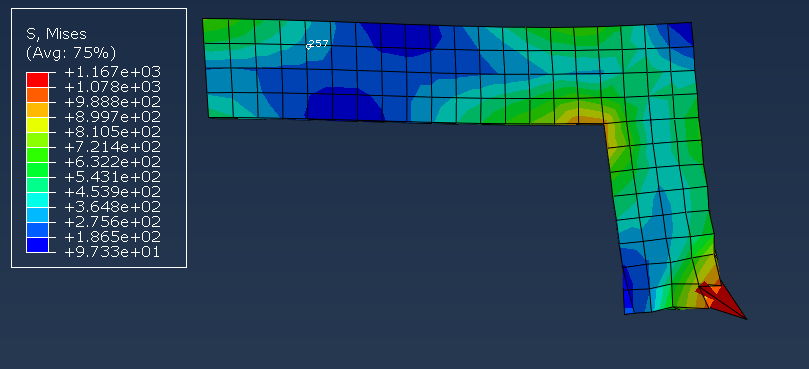 S, Mises
(Avg: 75%)
+1.167e+03
+1.078e+03
+9.888e+02
+8.997e+02
+8.105e+02
+7.214e+02
+6.322e+02
+5.431e+02
+4.539e+02
+3.648e+02
+2.756e+02
+1.865e+02
+9.733e+01
257